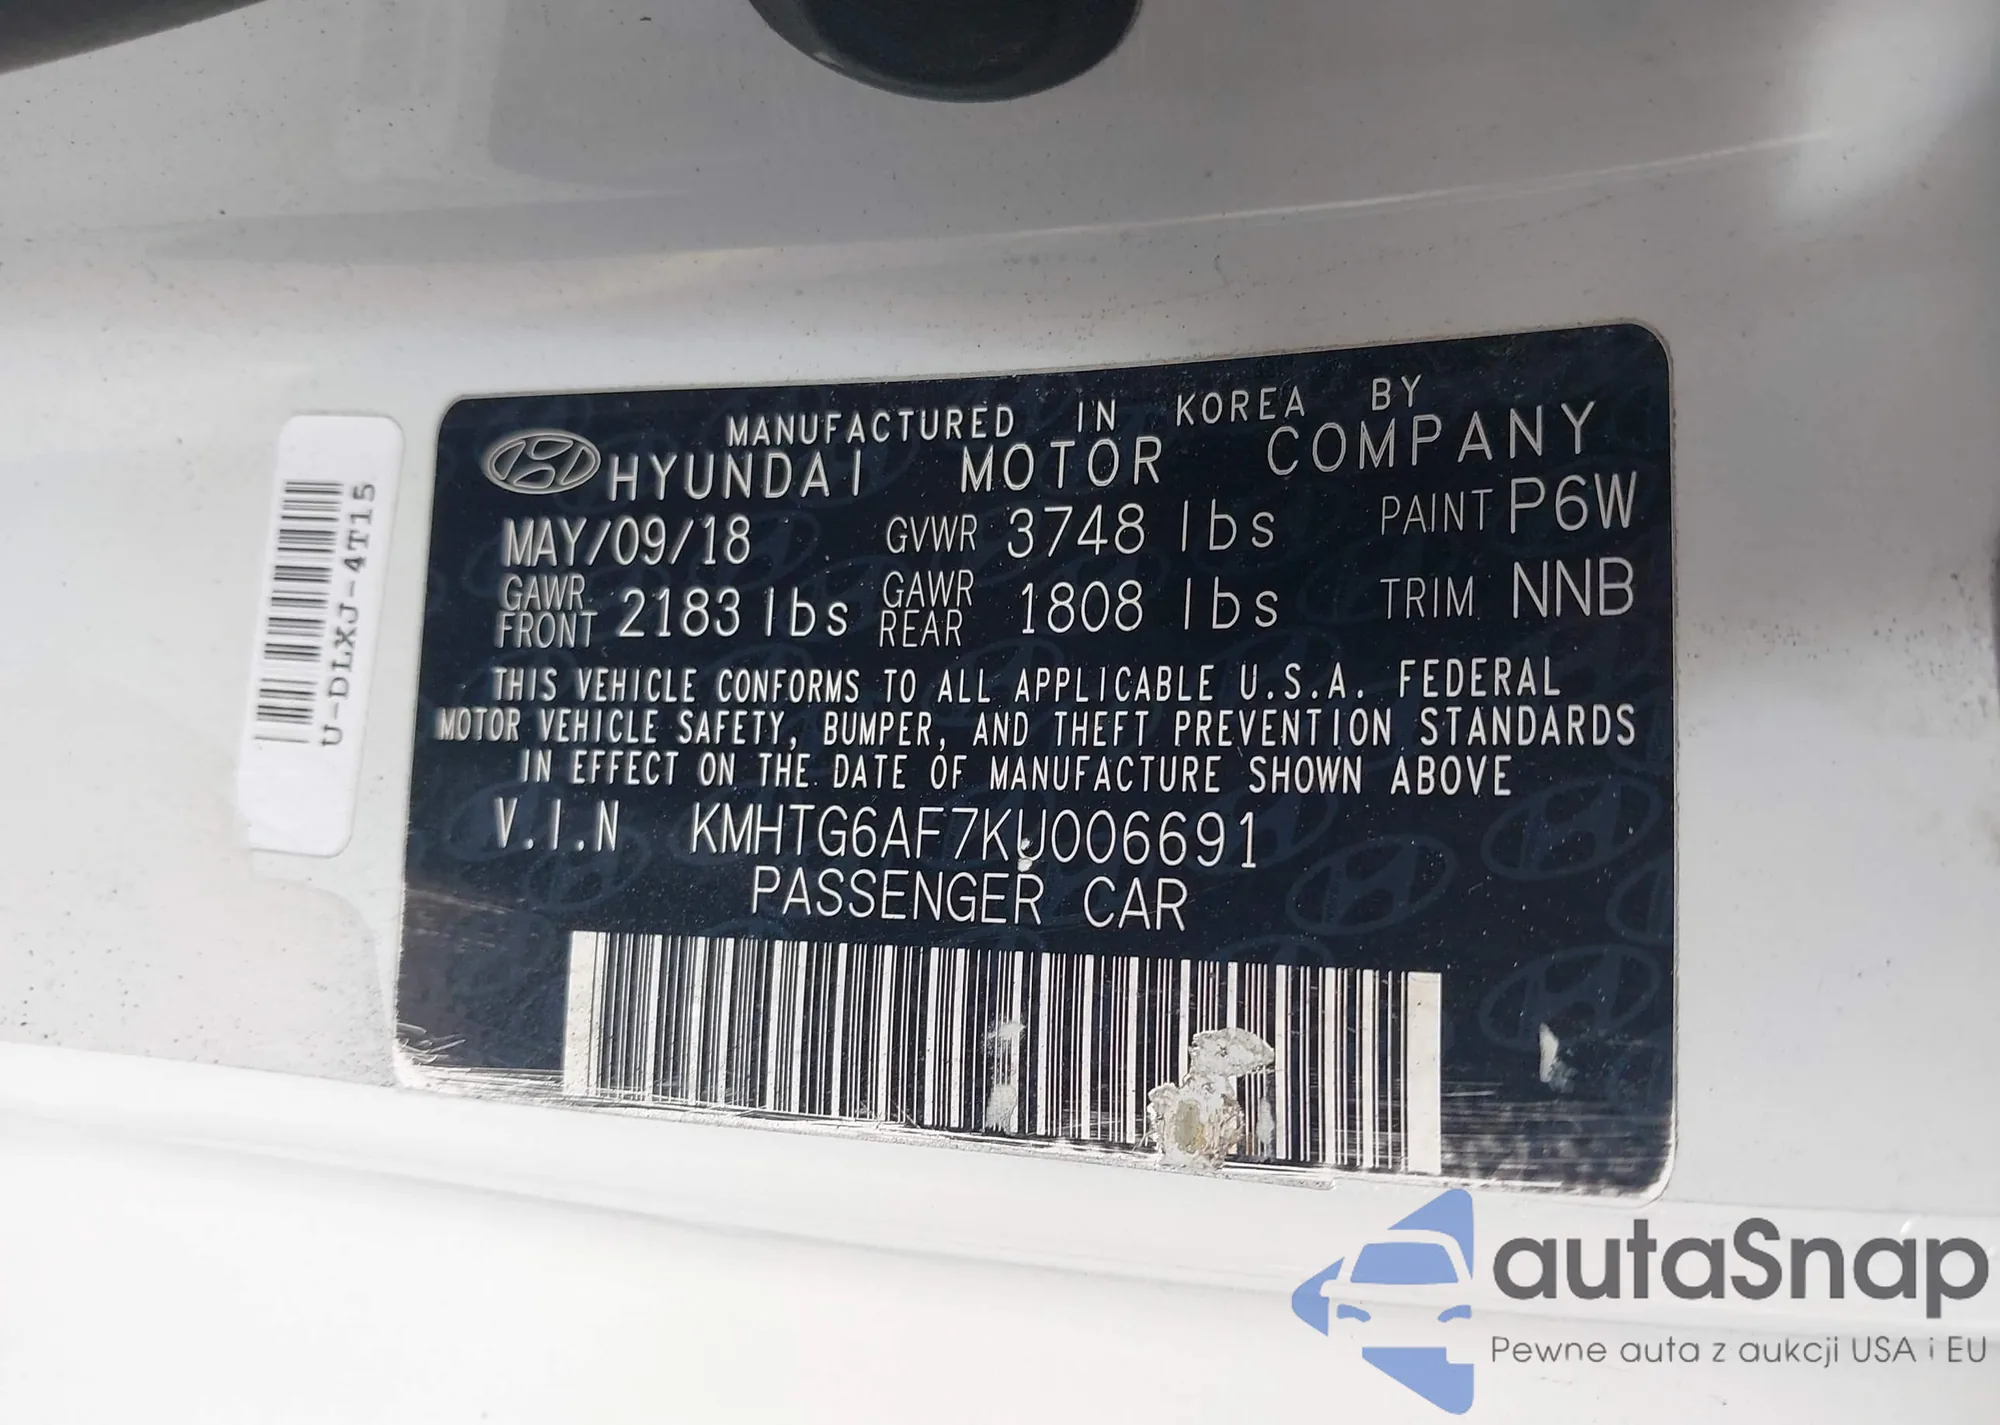 MANUFACTURED IN KOREA BY
HYUNDAI MOTOR COMPANY
MAY/09/18 GVWR 3748 lbs PAINT P6W
GAWR FRONT 2183 lbs GAWR REAR 1808 lbs TRIM NNB
THIS VEHICLE CONFORMS TO ALL APPLICABLE U.S.A. FEDERAL
MOTOR VEHICLE SAFETY, BUMPER, AND THEFT PREVENTION STANDARDS
IN EFFECT ON THE DATE OF MANUFACTURE SHOWN ABOVE
V.I.N KMHTG6AF7KU006691
PASSENGER CAR
U-DLXJ-4T15
autaSnap
Pewne auta z aukcji USA i EU